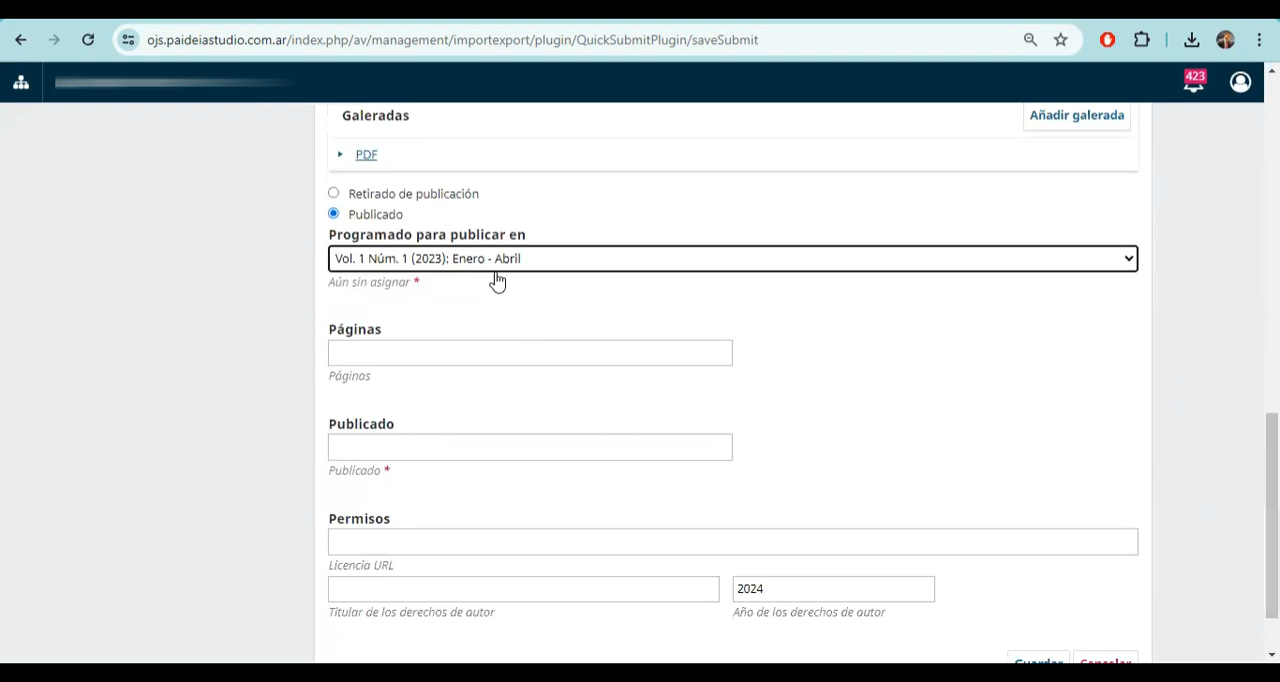 ojs.paideiastudio.com.ar/index.php/av/management/importexport/plugin/QuickSubmitPlugin/saveSubmit
423
Galeradas
Añadir galerada
PDF
Retirado de publicación
Publicado
Programado para publicar en
Vol. 1 Núm. 1 (2023): Enero - Abril
Aún sin asignar *
Páginas
Páginas
Publicado
Publicado *
Permisos
Licencia URL
2024
Titular de los derechos de autor
Año de los derechos de autor
Guardar
Cancelar